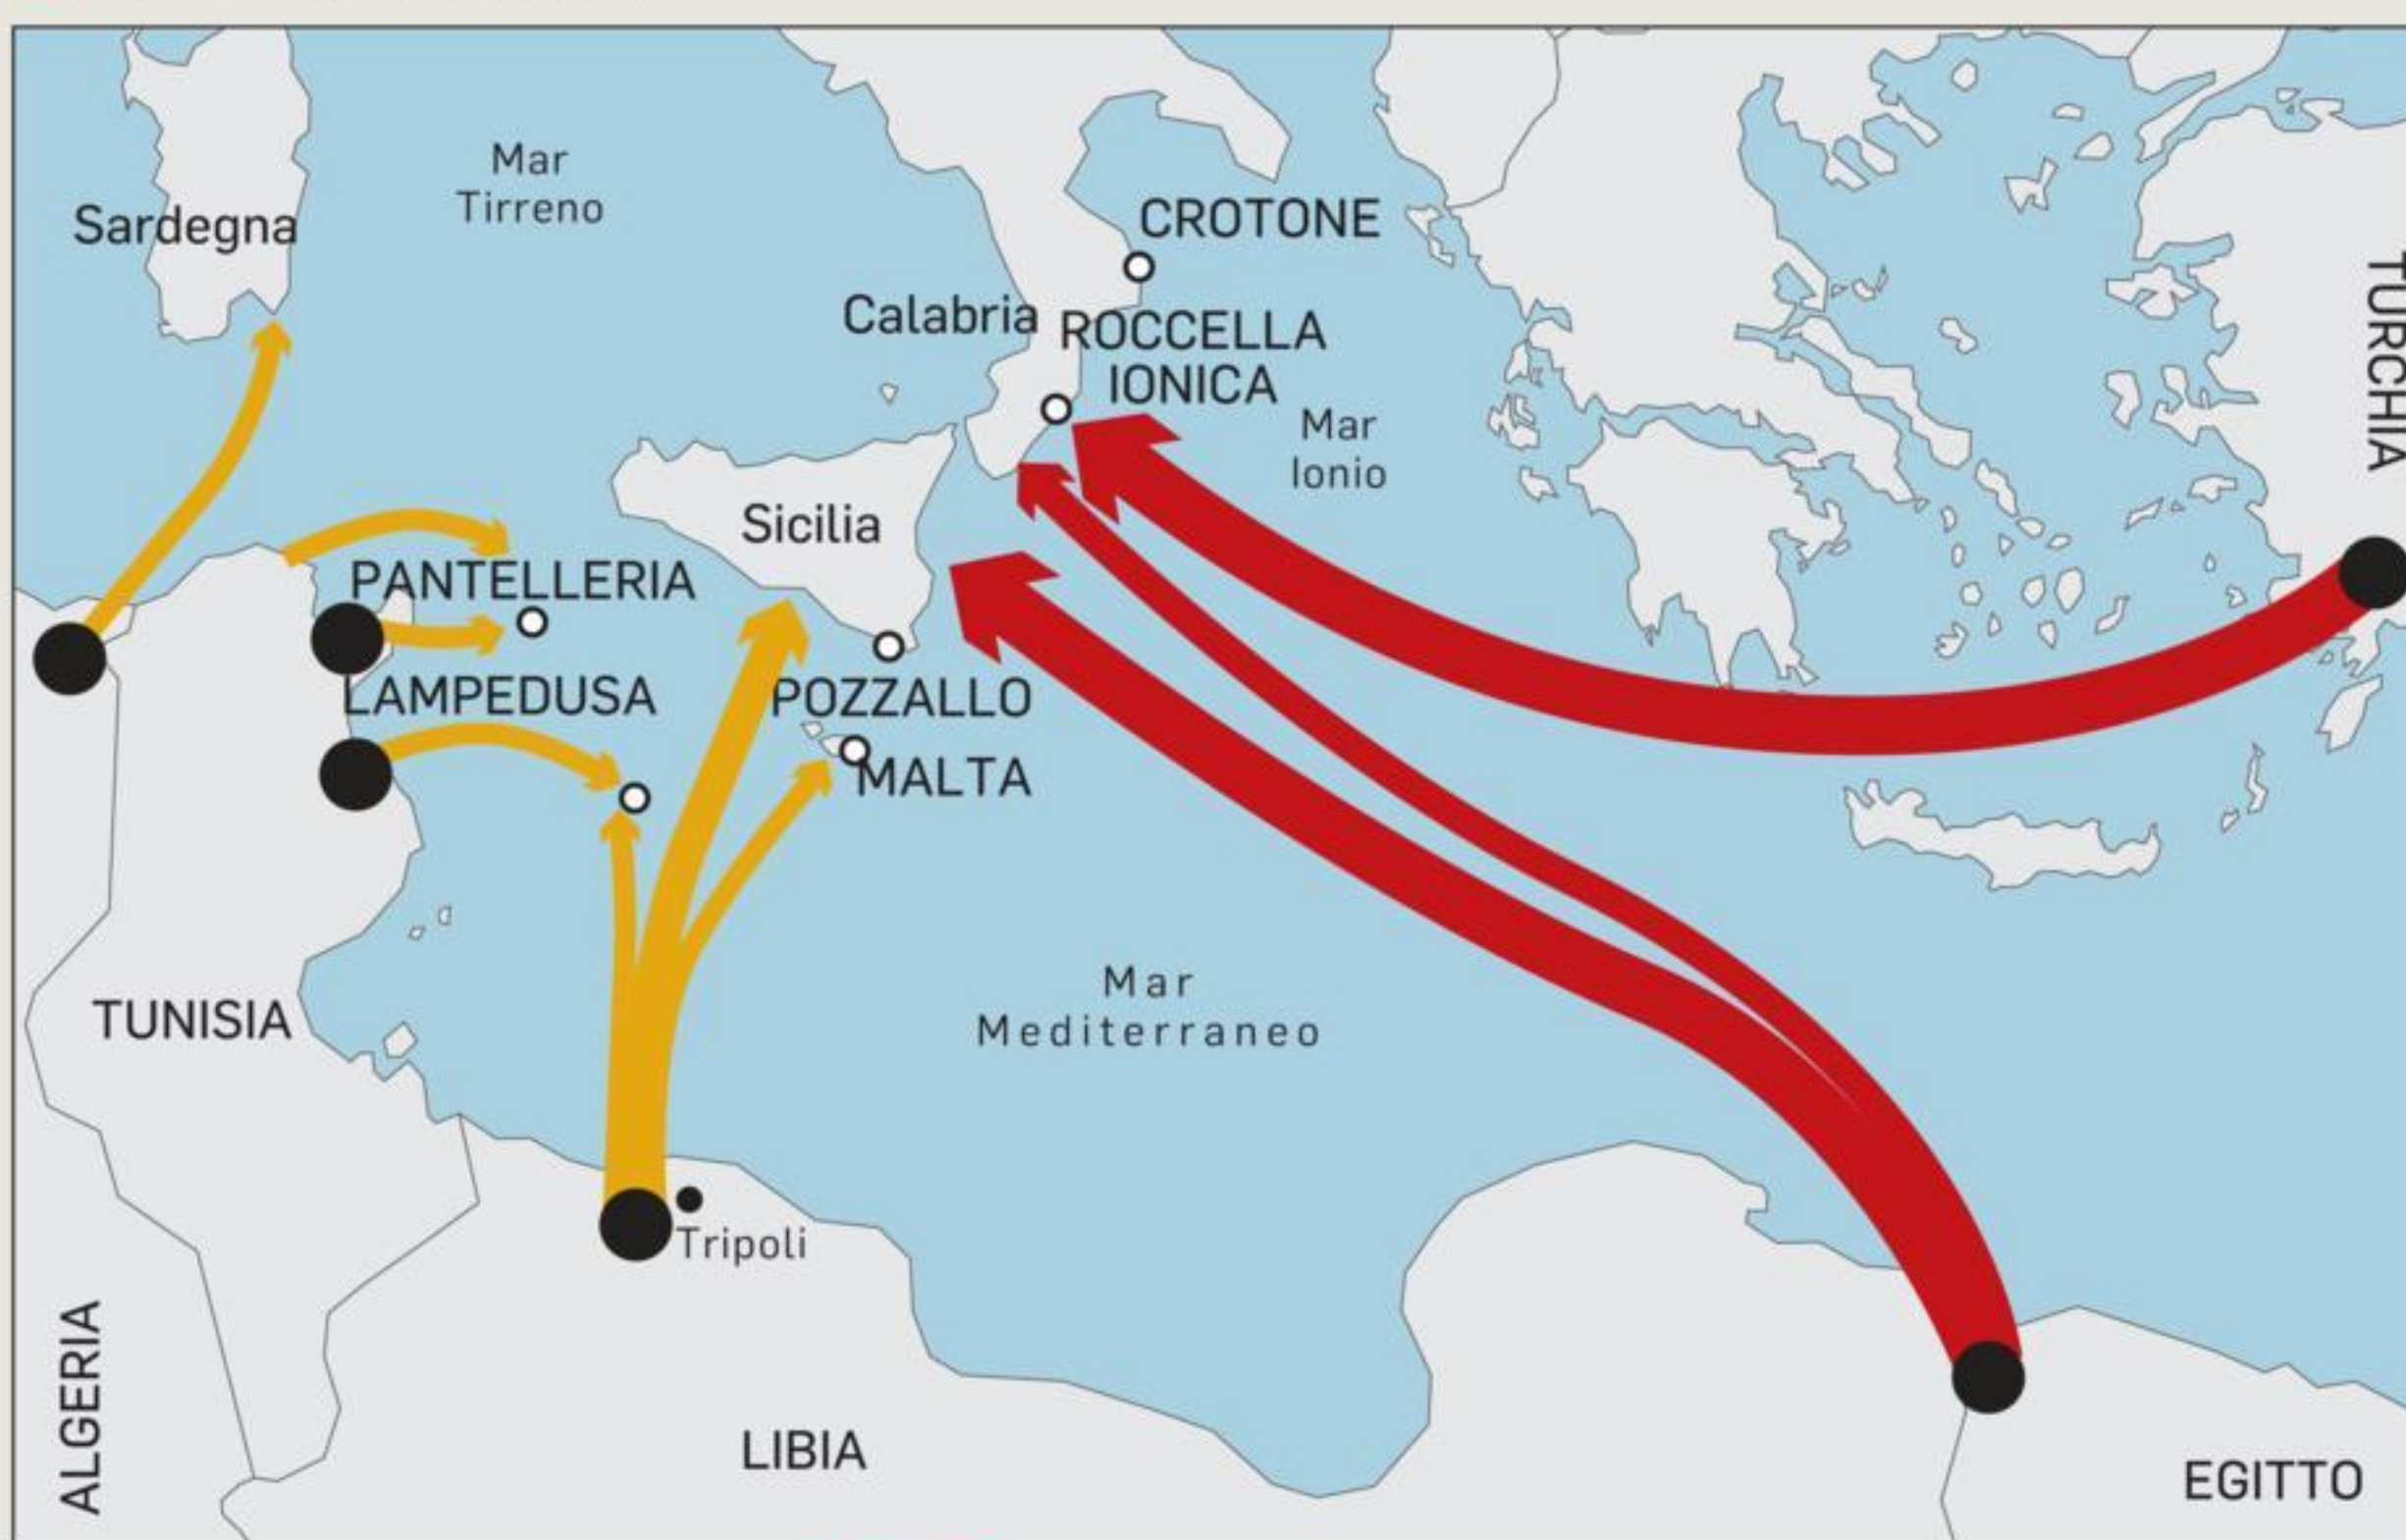 Mar
Tirreno
Sardegna
CROTONE
Calabria
ROCCELLA
IONICA
Mar
Ionio
TURCHIA
Sicilia
PANTELLERIA
LAMPEDUSA
POZZALLO
MALTA
Mar
Mediterraneo
TUNISIA
Tripoli
ALGERIA
LIBIA
EGITTO